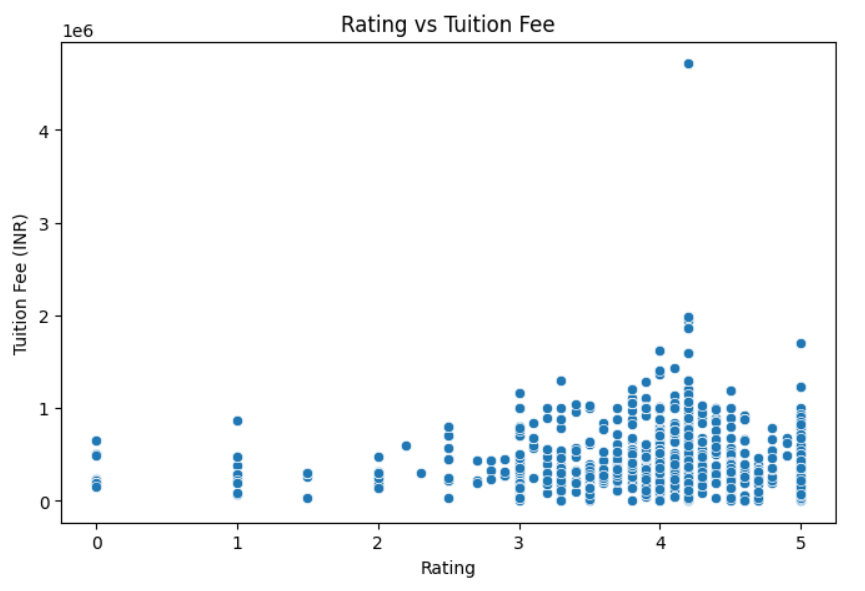 Rating vs Tuition Fee
1e6
4
3
2
1
0
Tuition Fee (INR)
0 1 2 3 4 5
Rating